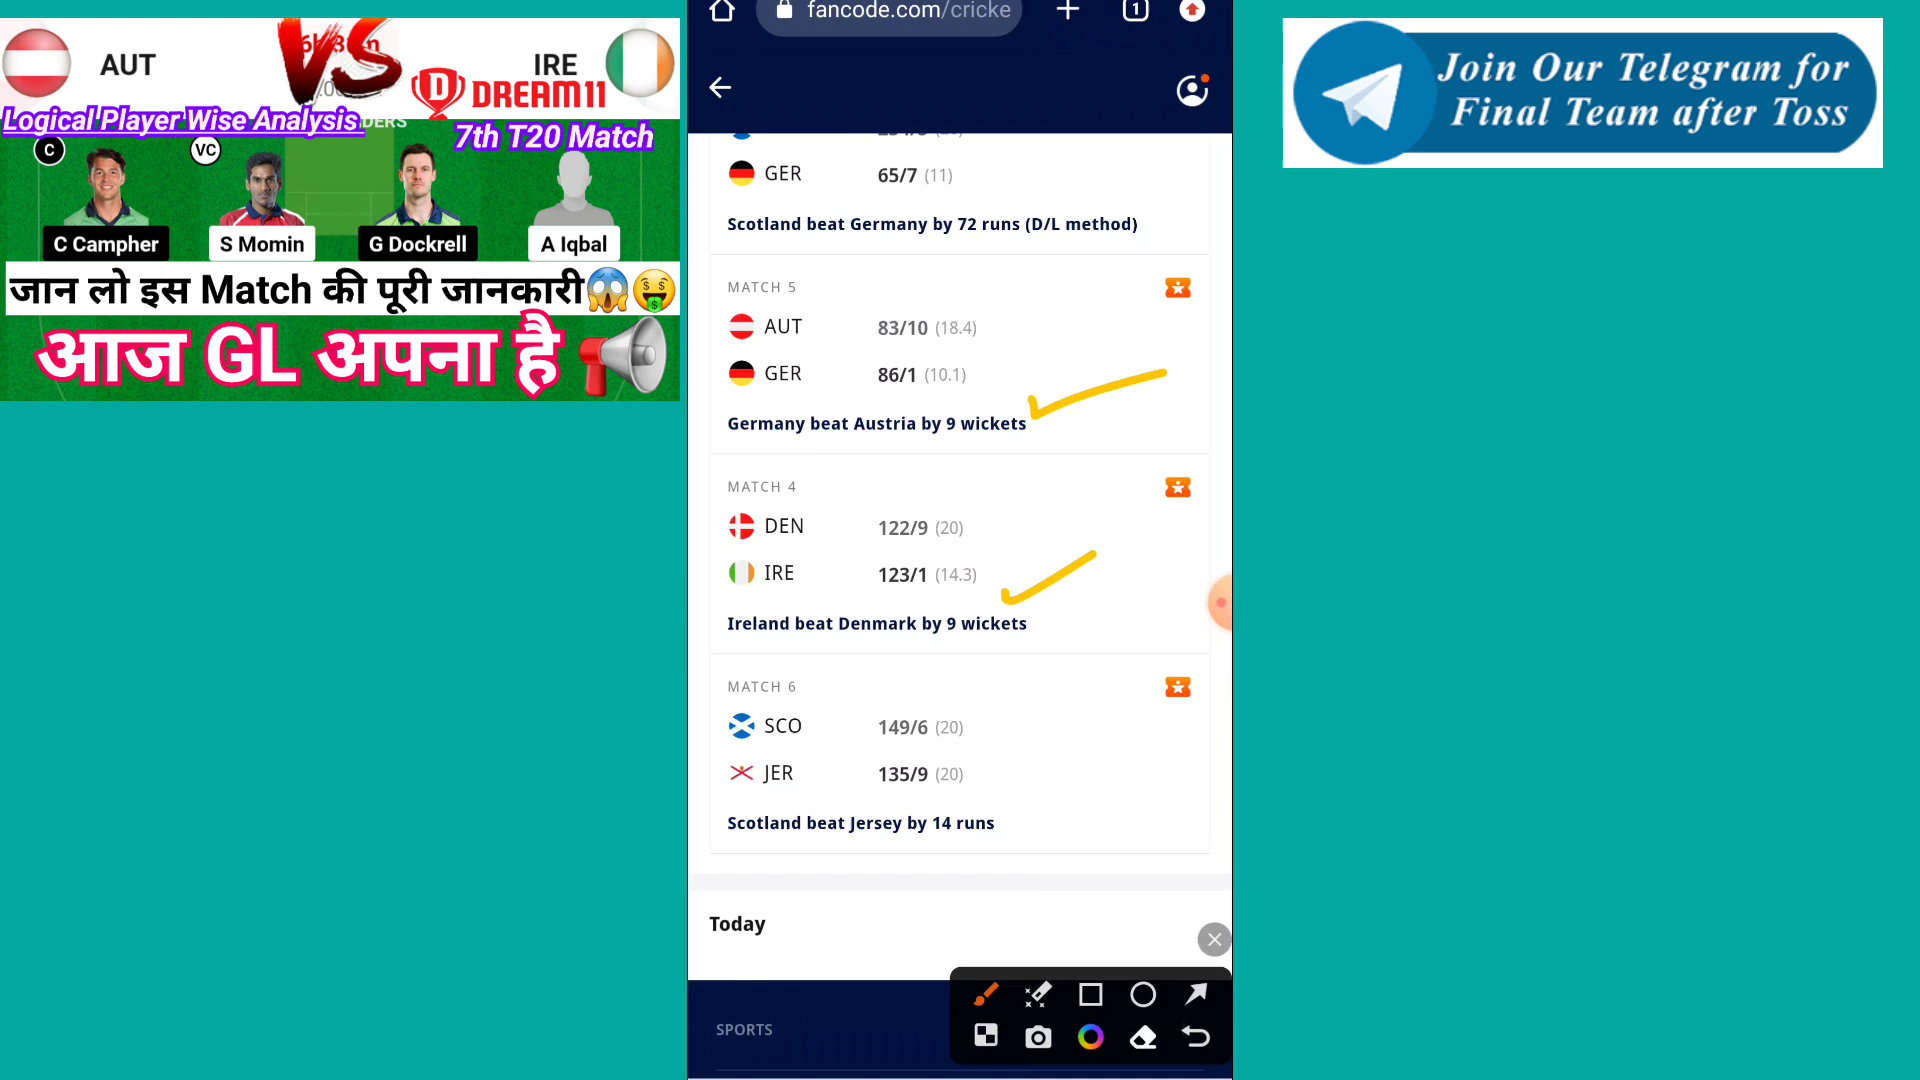 AUT
VS
IRE
DREAM11
Logical Player Wise Analysis
7th T20 Match
C
VC
C Campher
S Momin
G Dockrell
A Iqbal
जान लो इस Match की पूरी जानकारी
आज GL अपना है
fancode.com/cricke
1
GER 65/7 (11)
Scotland beat Germany by 72 runs (D/L method)
MATCH 5
AUT 83/10 (18.4)
GER 86/1 (10.1)
Germany beat Austria by 9 wickets
MATCH 4
DEN 122/9 (20)
IRE 123/1 (14.3)
Ireland beat Denmark by 9 wickets
MATCH 6
SCO 149/6 (20)
JER 135/9 (20)
Scotland beat Jersey by 14 runs
Today
SPORTS
Join Our Telegram for
Final Team after Toss